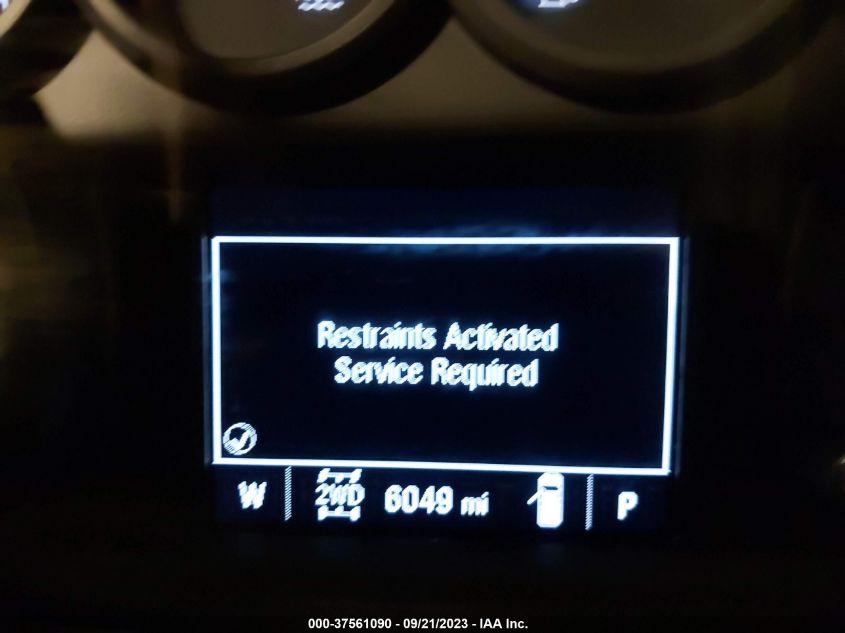 Restraints Activated
Service Required
W 2WD 6049 mi P
000-37561090 - 09/21/2023 - IAA Inc.